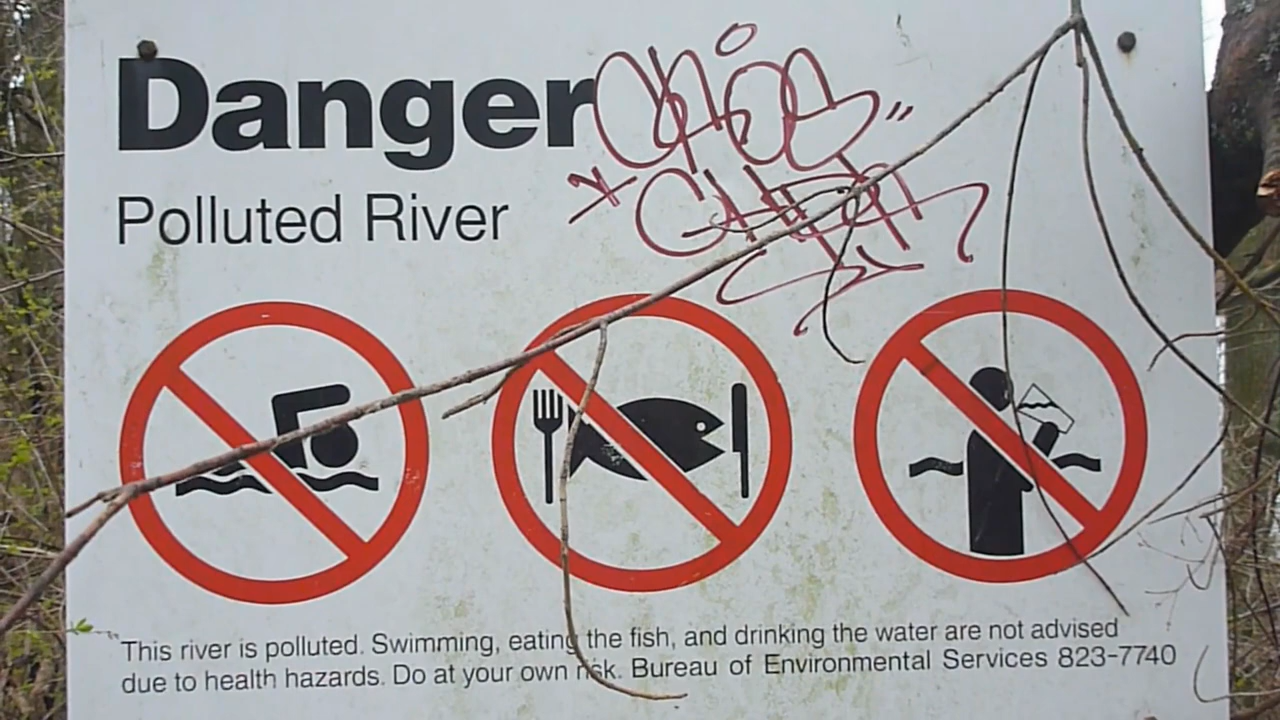 Danger
Polluted River
This river is polluted. Swimming, eating the fish, and drinking the water are not advised
due to health hazards. Do at your own risk. Bureau of Environmental Services 823-7740